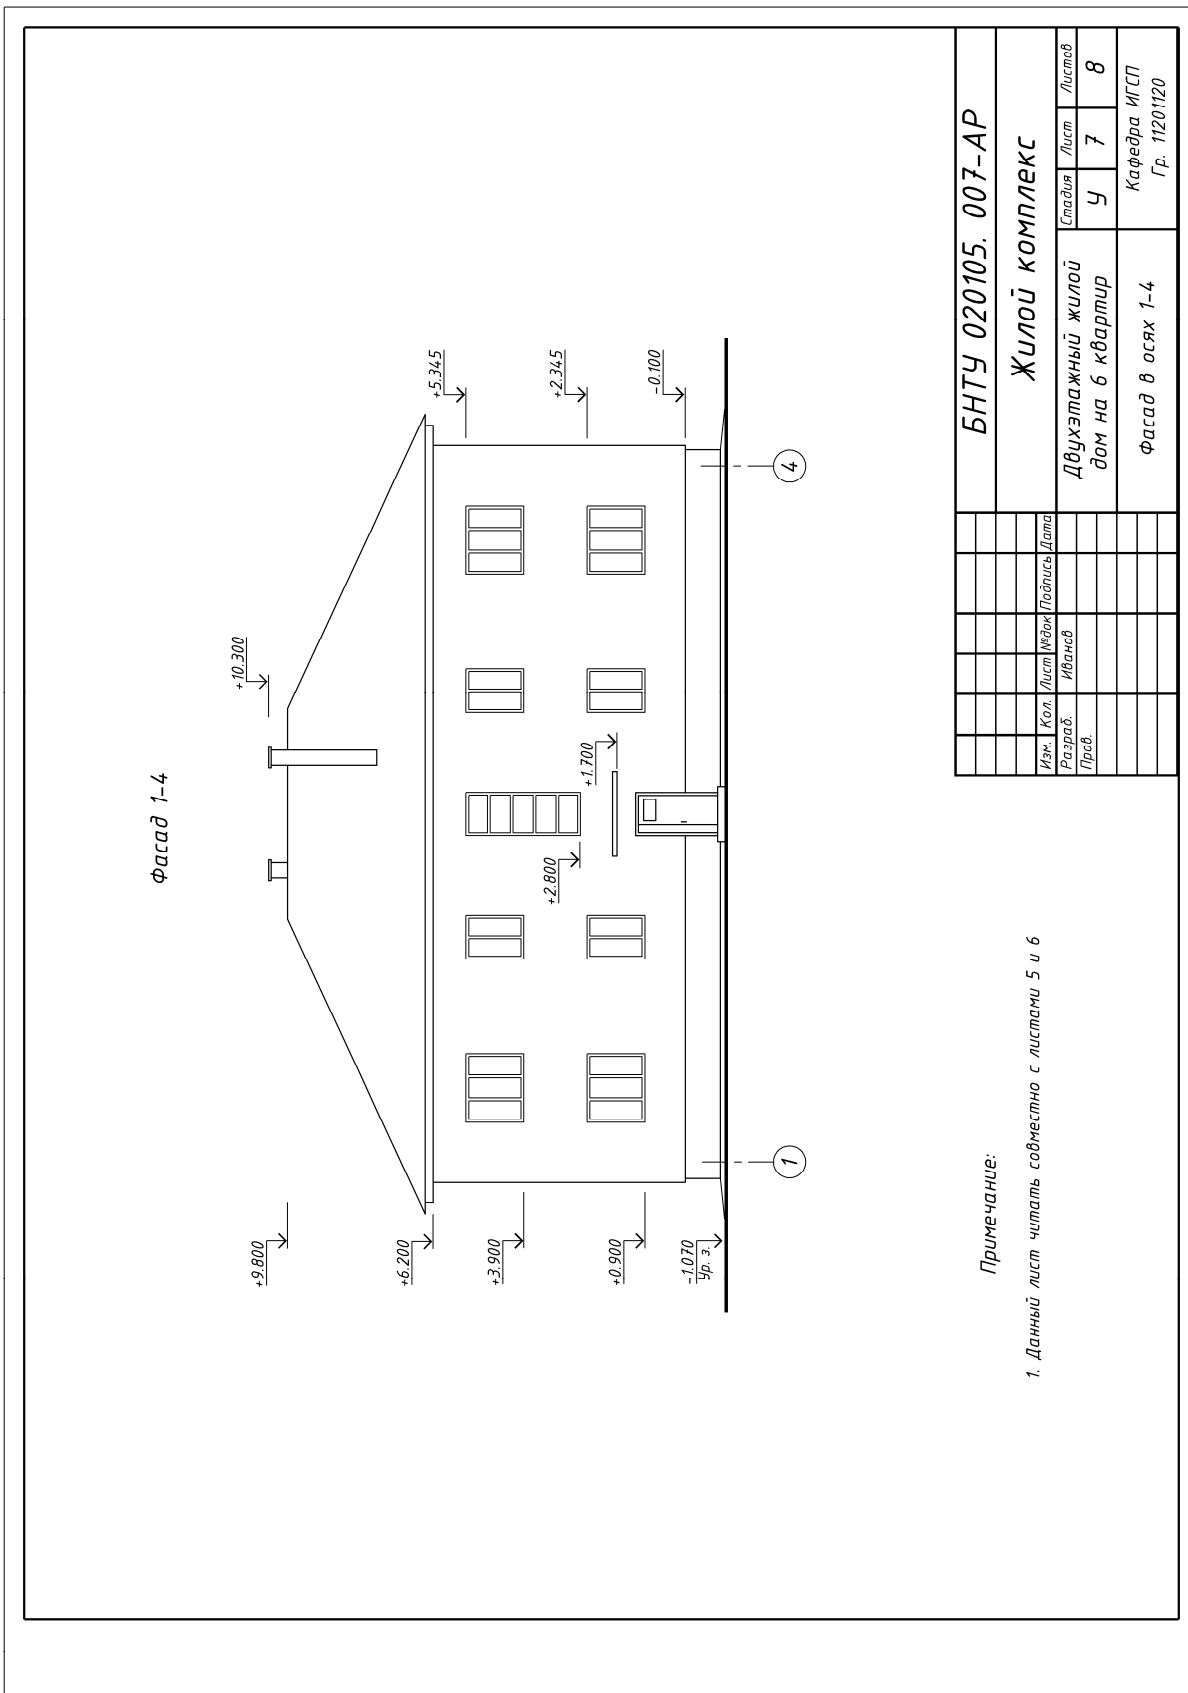 Фасад 1-4
+10.300
+9.800
+6.200
+5.345
+3.900
+2.800
+2.345
+1.700
+0.900
-0.100
-1.070
Ур. з.
1
4
Примечание:
1. Данный лист читать совместно с листами 5 и 6
БНТУ 020105. 007-АР
Жилой комплекс
Изм. Кол. Лист №док Подпись Дата
Разраб. Иванов
Пров.
Двухэтажный жилой
дом на 6 квартир
Стадия Лист Листов
У 7 8
Фасад в осях 1-4
Кафедра ИГСП
Гр. 11201120